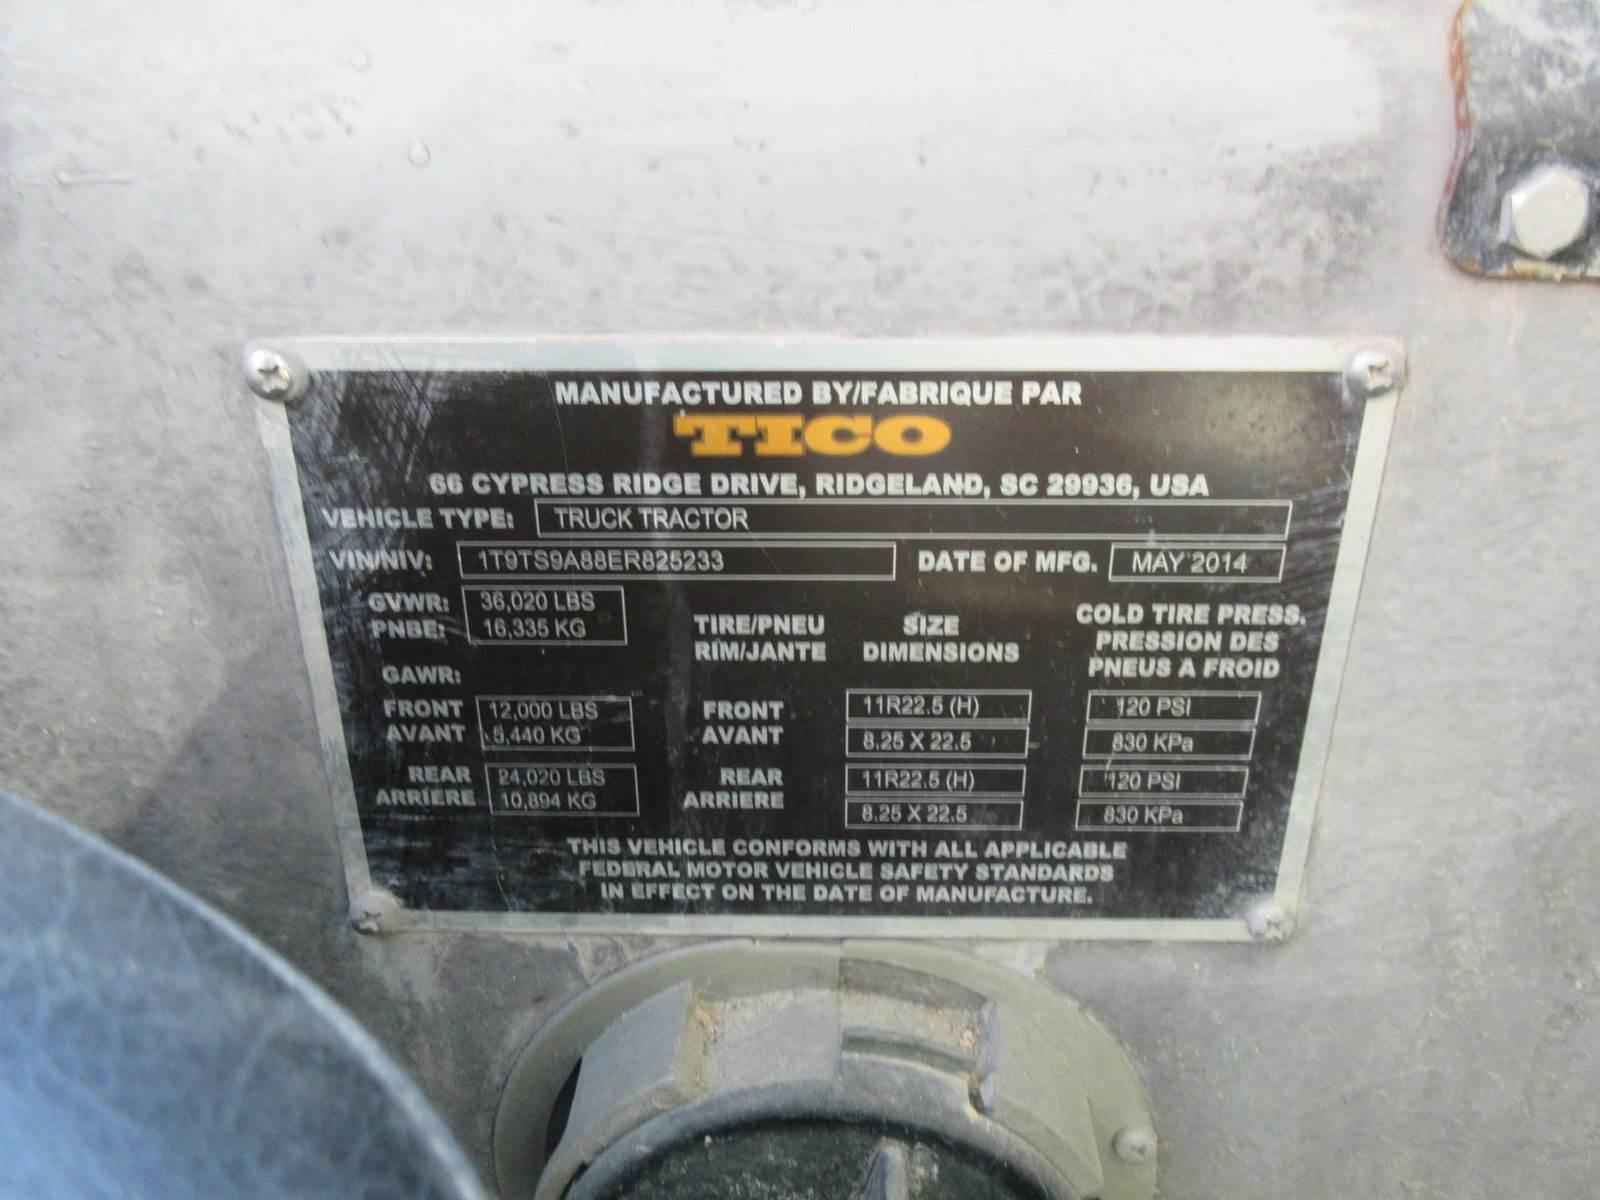 MANUFACTURED BY/FABRIQUE PAR
TICO
66 CYPRESS RIDGE DRIVE, RIDGELAND, SC 29936, USA
VEHICLE TYPE: TRUCK TRACTOR
VIN/NIV: 1T9TS9A88ER825233 DATE OF MFG. MAY 2014
GVWR: 36,020 LBS
PNBE: 16,335 KG
TIRE/PNEU SIZE COLD TIRE PRESS.
RIM/JANTE DIMENSIONS PRESSION DES
PNEUS A FROID
GAWR:
FRONT 12,000 LBS FRONT 11R22.5 (H) 120 PSI
AVANT 5,440 KG AVANT 8.25 X 22.5 830 KPa
REAR 24,020 LBS REAR 11R22.5 (H) 120 PSI
ARRIERE 10,894 KG ARRIERE 8.25 X 22.5 830 KPa
THIS VEHICLE CONFORMS WITH ALL APPLICABLE
FEDERAL MOTOR VEHICLE SAFETY STANDARDS
IN EFFECT ON THE DATE OF MANUFACTURE.